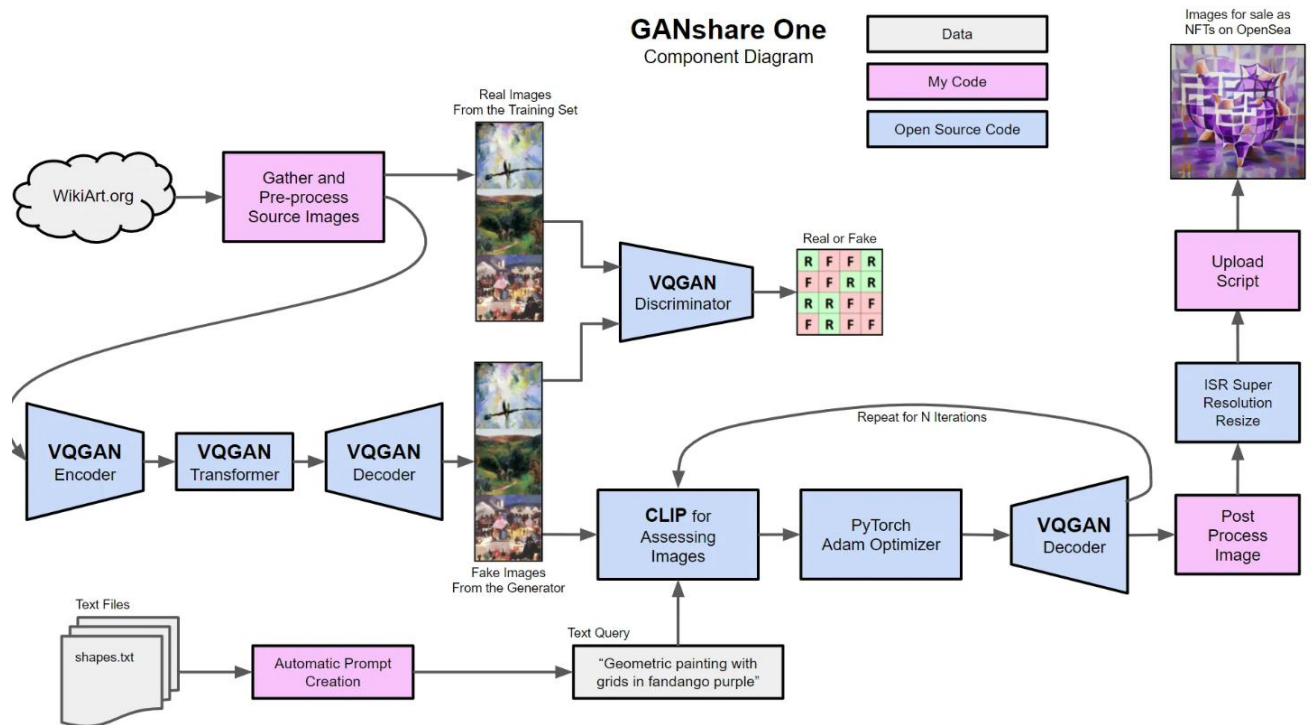 GANshare One
Component Diagram
Data
My Code
Open Source Code
Images for sale as
NFTs on OpenSea
Real Images
From the Training Set
WikiArt.org
Gather and
Pre-process
Source Images
VQGAN
Discriminator
Real or Fake
R F F R
F F R R
R R F F
F R F F
Upload
Script
ISR Super
Resolution
Resize
Repeat for N Iterations
VQGAN
Encoder
VQGAN
Transformer
VQGAN
Decoder
CLIP for
Assessing
Images
PyTorch
Adam Optimizer
VQGAN
Decoder
Post
Process
Image
Fake Images
From the Generator
Text Files
shapes.txt
Automatic Prompt
Creation
Text Query
“Geometric painting with
grids in fandango purple”